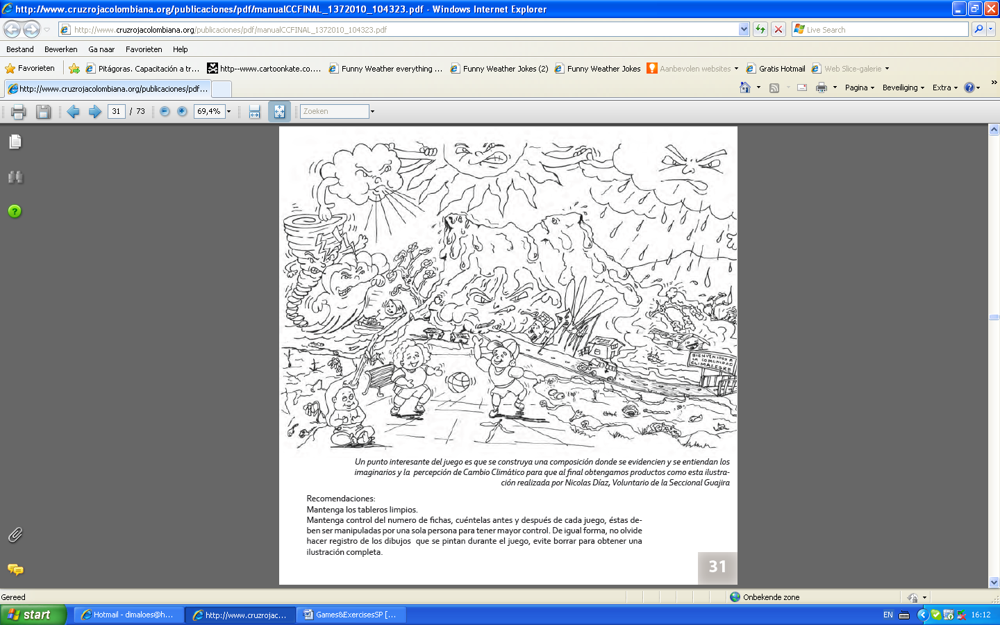 http://www.cruzrojacolombiana.org/publicaciones/pdf/manualCCFINAL_1372010_104323.pdf - Windows Internet Explorer
http://www.cruzrojacolombiana.org/publicaciones/pdf/manualCCFINAL_1372010_104323.pdf
Live Search
Bestand Bewerken Ga naar Favorieten Help
Favorieten Pitágoras. Capacitación a tr... http--www.cartoonkate.co.... Funny Weather everything ... Funny Weather Jokes (2) Funny Weather Jokes Aanbevolen websites Gratis Hotmail Web Slice-galerie
http://www.cruzrojacolombiana.org/publicaciones/pdf... Pagina Beveiliging Extra
31 / 73 69,4% Zoeken
BIENVENIDOS A
LA COMUNIDAD
CLIMALEGRE
Un punto interesante del juego es que se construya una composición donde se evidencien y se entiendan los
imaginarios y la percepción de Cambio Climático para que al final obtengamos productos como esta ilustra-
ción realizada por Nicolas Díaz, Voluntario de la Seccional Guajira
Recomendaciones:
Mantenga los tableros limpios.
Mantenga control del numero de fichas, cuéntelas antes y después de cada juego, éstas de-
ben ser manipuladas por una sola persona para tener mayor control. De igual forma, no olvide
hacer registro de los dibujos que se pintan durante el juego, evite borrar para obtener una
ilustración completa.
31
Gereed Onbekende zone
start Hotmail - dimaloes@h... http://www.cruzrojac... Games&ExercisesSP [... EN 16:12